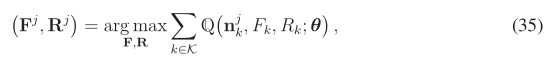 (F^j, R^j) = arg max_{F,R} ∑_{k∈𝒦} ℚ(n_k^j, F_k, R_k; θ), (35)